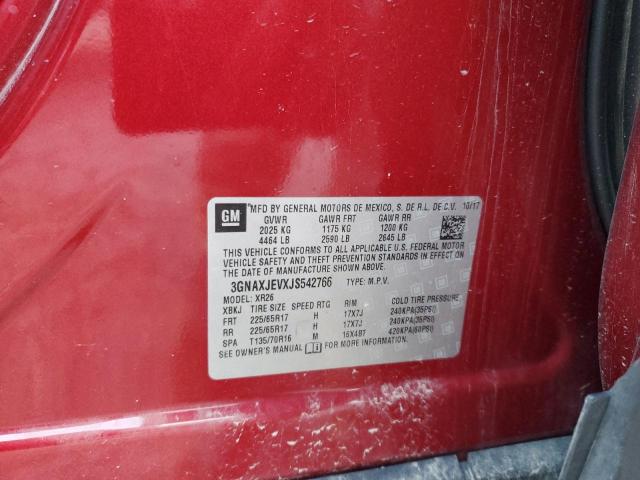 GM
MFD BY GENERAL MOTORS DE MEXICO, S. DE R.L. DE C.V. 10/17
GVWR GAWR FRT GAWR RR
2025 KG 1175 KG 1200 KG
4464 LB 2590 LB 2645 LB
THIS VEHICLE CONFORMS TO ALL APPLICABLE U.S. FEDERAL MOTOR
VEHICLE SAFETY AND THEFT PREVENTION STANDARDS IN EFFECT ON
THE DATE OF MANUFACTURE SHOWN ABOVE.
3GNAXJEVXJS542766 TYPE: M.P.V.
MODEL: XR26
XBKJ TIRE SIZE SPEED RTG RIM COLD TIRE PRESSURE
FRT 225/65R17 H 17X7J 240KPA(35PSI)
RR 225/65R17 H 17X7J 240KPA(35PSI)
SPA T135/70R16 M 16X4BT 420KPA(60PSI)
SEE OWNER'S MANUAL FOR MORE INFORMATION.